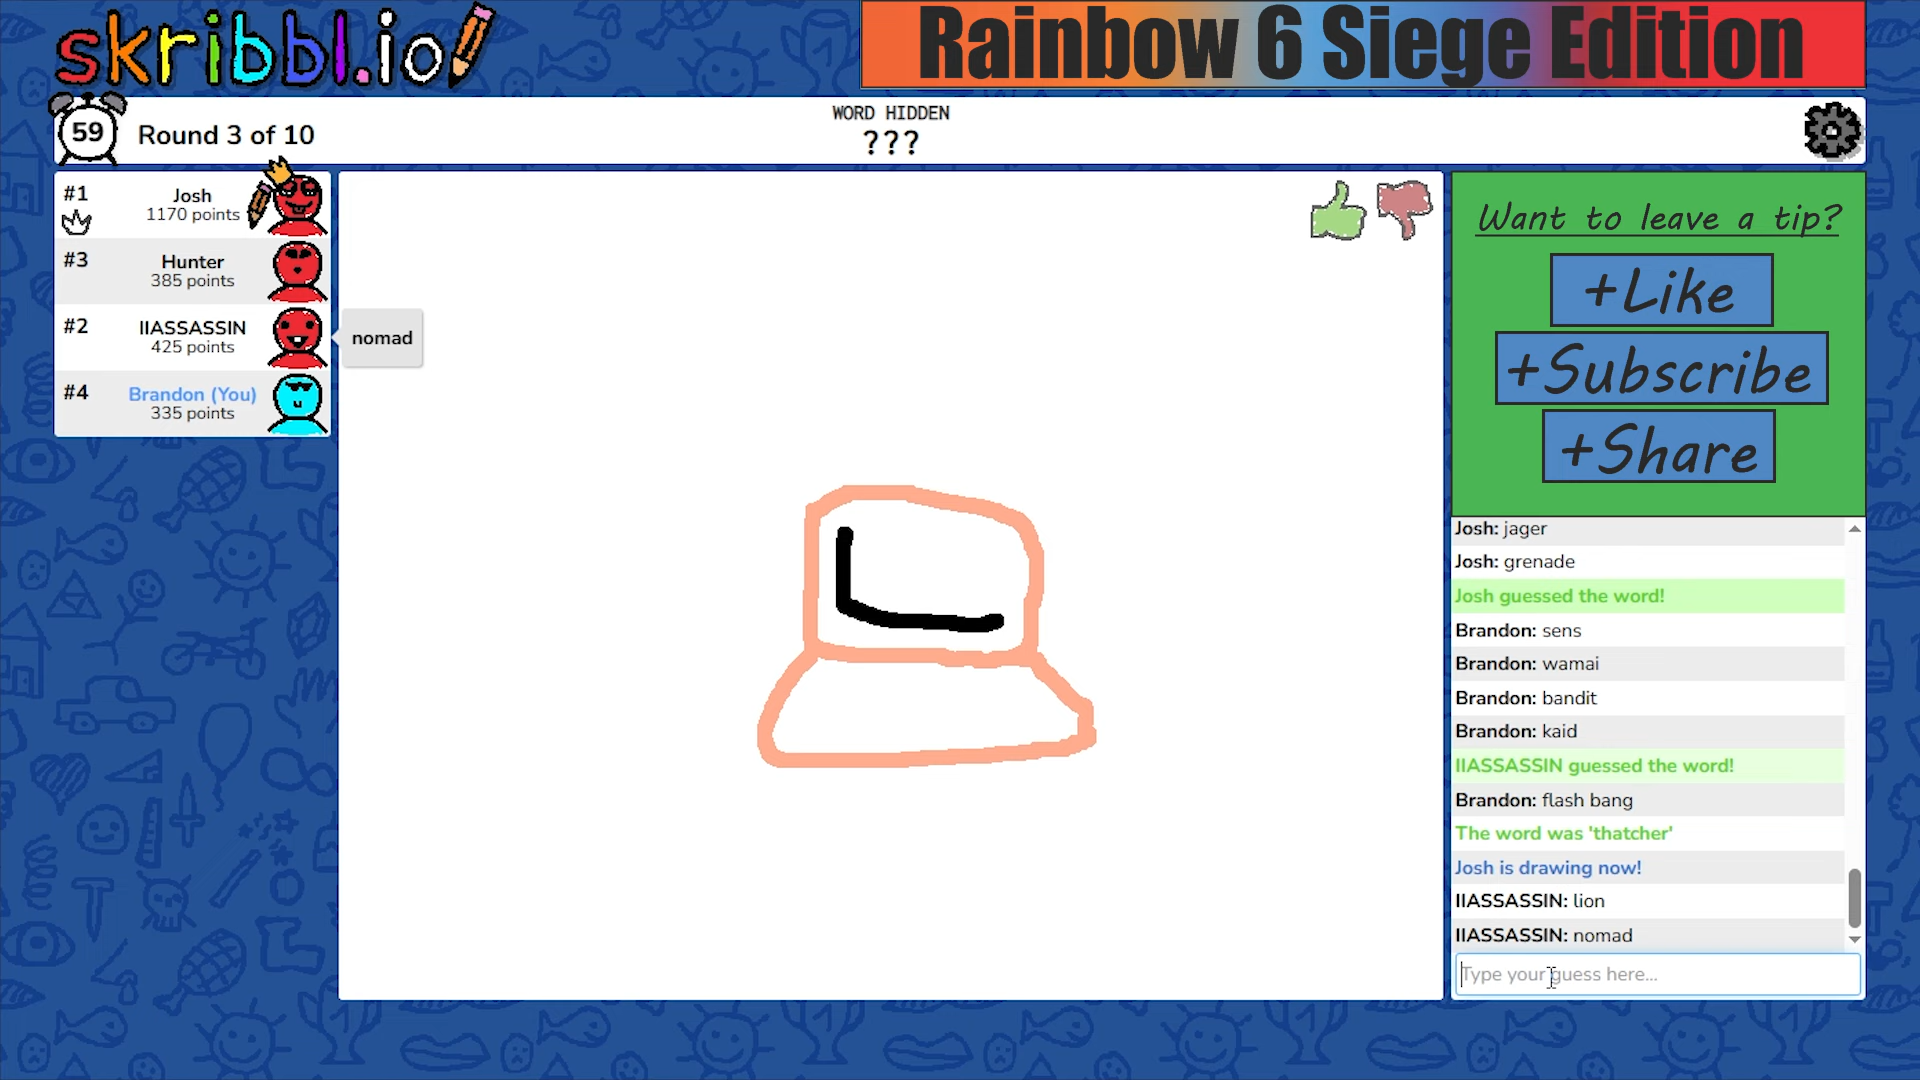 skribbl.io
Rainbow 6 Siege Edition
59
Round 3 of 10
WORD HIDDEN
???
#1
Josh
1170 points
#3
Hunter
385 points
#2
IIASSASSIN
425 points
nomad
#4
Brandon (You)
335 points
Want to leave a tip?
+Like
+Subscribe
+Share
Josh: jager
Josh: grenade
Josh guessed the word!
Brandon: sens
Brandon: wamai
Brandon: bandit
Brandon: kaid
IIASSASSIN guessed the word!
Brandon: flash bang
The word was 'thatcher'
Josh is drawing now!
IIASSASSIN: lion
IIASSASSIN: nomad
Type your guess here...